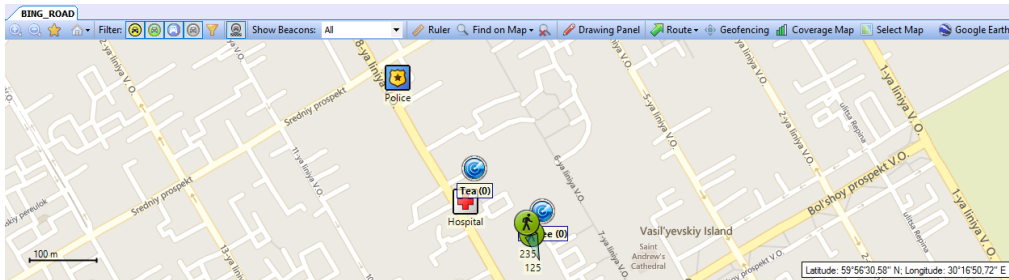 BING_ROAD
Filter:
Show Beacons: All
Ruler
Find on Map
Drawing Panel
Route
Geofencing
Coverage Map
Select Map
Google Earth
8-ya liniya V.O.
Police
Sredniy prospekt
11-ya liniya V.O.
5-ya liniya V.O.
2-ya liniya V.O.
ulitsa Repina
1-ya liniya V.O.
6-ya liniya V.O.
Tea (0)
Hospital
Sredniy prospekt
pereulok
Bol'shoy prospekt V.O.
ulitsa Repina
1-ya liniya V.O.
ee (0)
Vasil'yevskiy Island
Saint
Andrew's
Cathedral
7-ya liniya V.O.
2-ya liniya V.O.
13-ya liniya
235
125
100 m
Latitude: 59°56'30,58" N; Longitude: 30°16'50,72" E